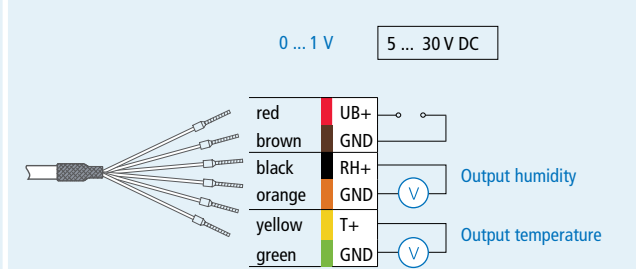 0 ... 1 V 5 ... 30 V DC
red UB+
brown GND
black RH+
Output humidity
orange GND V
yellow T+
Output temperature
green GND V